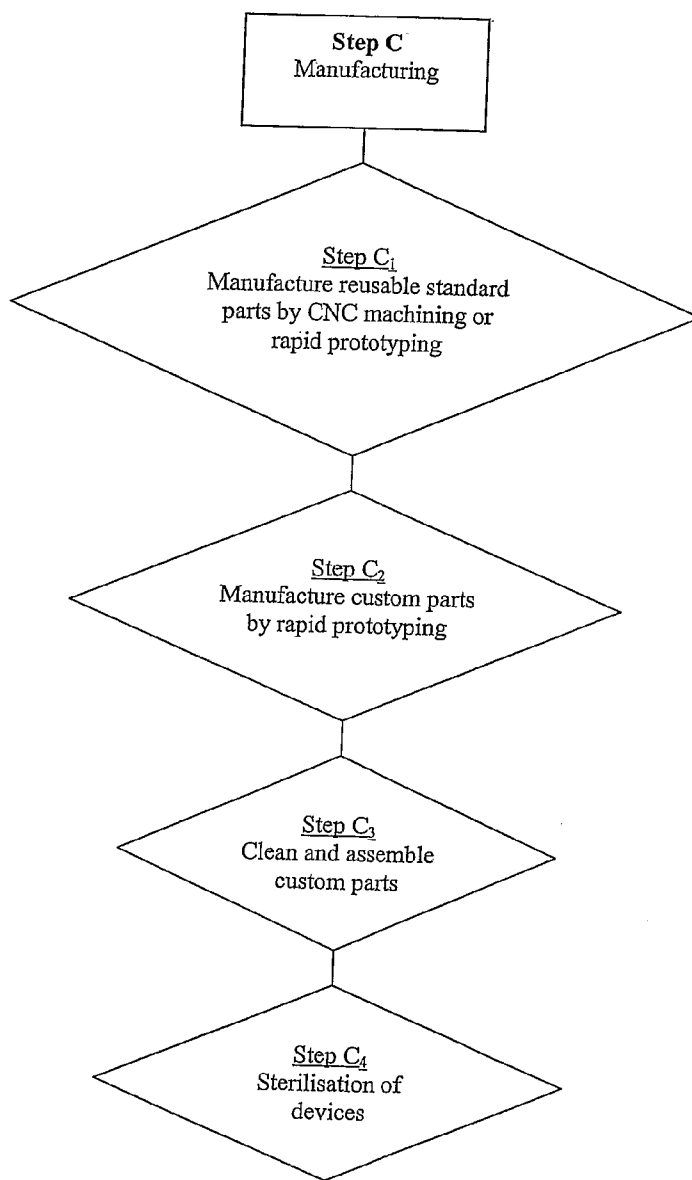 Step C
Manufacturing
Step C₁
Manufacture reusable standard
parts by CNC machining or
rapid prototyping
Step C₂
Manufacture custom parts
by rapid prototyping
Step C₃
Clean and assemble
custom parts
Step C₄
Sterilisation of
devices